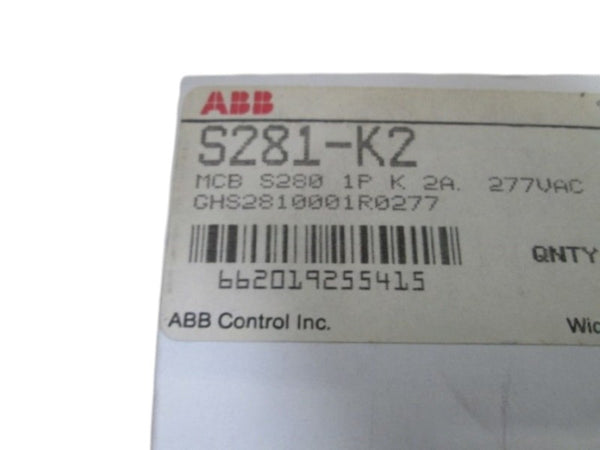 ABB
S281-K2
MCB S280 1P K 2A. 277VAC
GHS2810001R0277
QNTY
662019255415
ABB Control Inc.